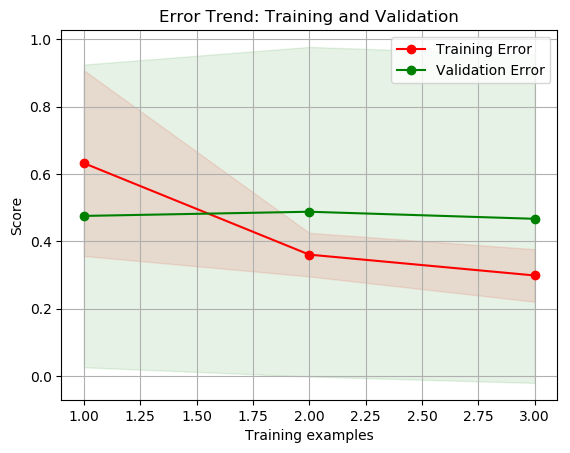 Error Trend: Training and Validation
1.0
0.8
0.6
0.4
0.2
0.0
Score
Training Error
Validation Error
1.00 1.25 1.50 1.75 2.00 2.25 2.50 2.75 3.00
Training examples